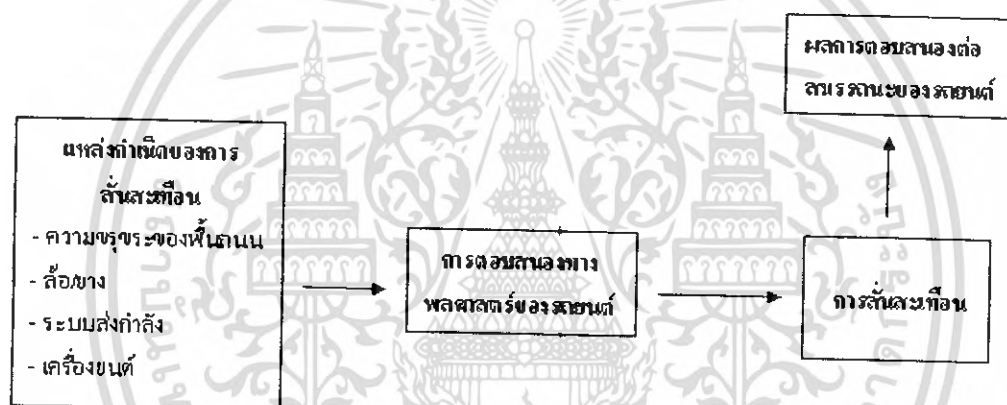 แหล่งกำเนิดของการ
สั่นสะเทือน
- ความขรุขระของพื้นถนน
- ล้อ/ยาง
- ระบบส่งกำลัง
- เครื่องยนต์
การตอบสนองทาง
พลศาสตร์ของรถยนต์
การสั่นสะเทือน
ผลการตอบสนองต่อ
สมรรถนะของรถยนต์